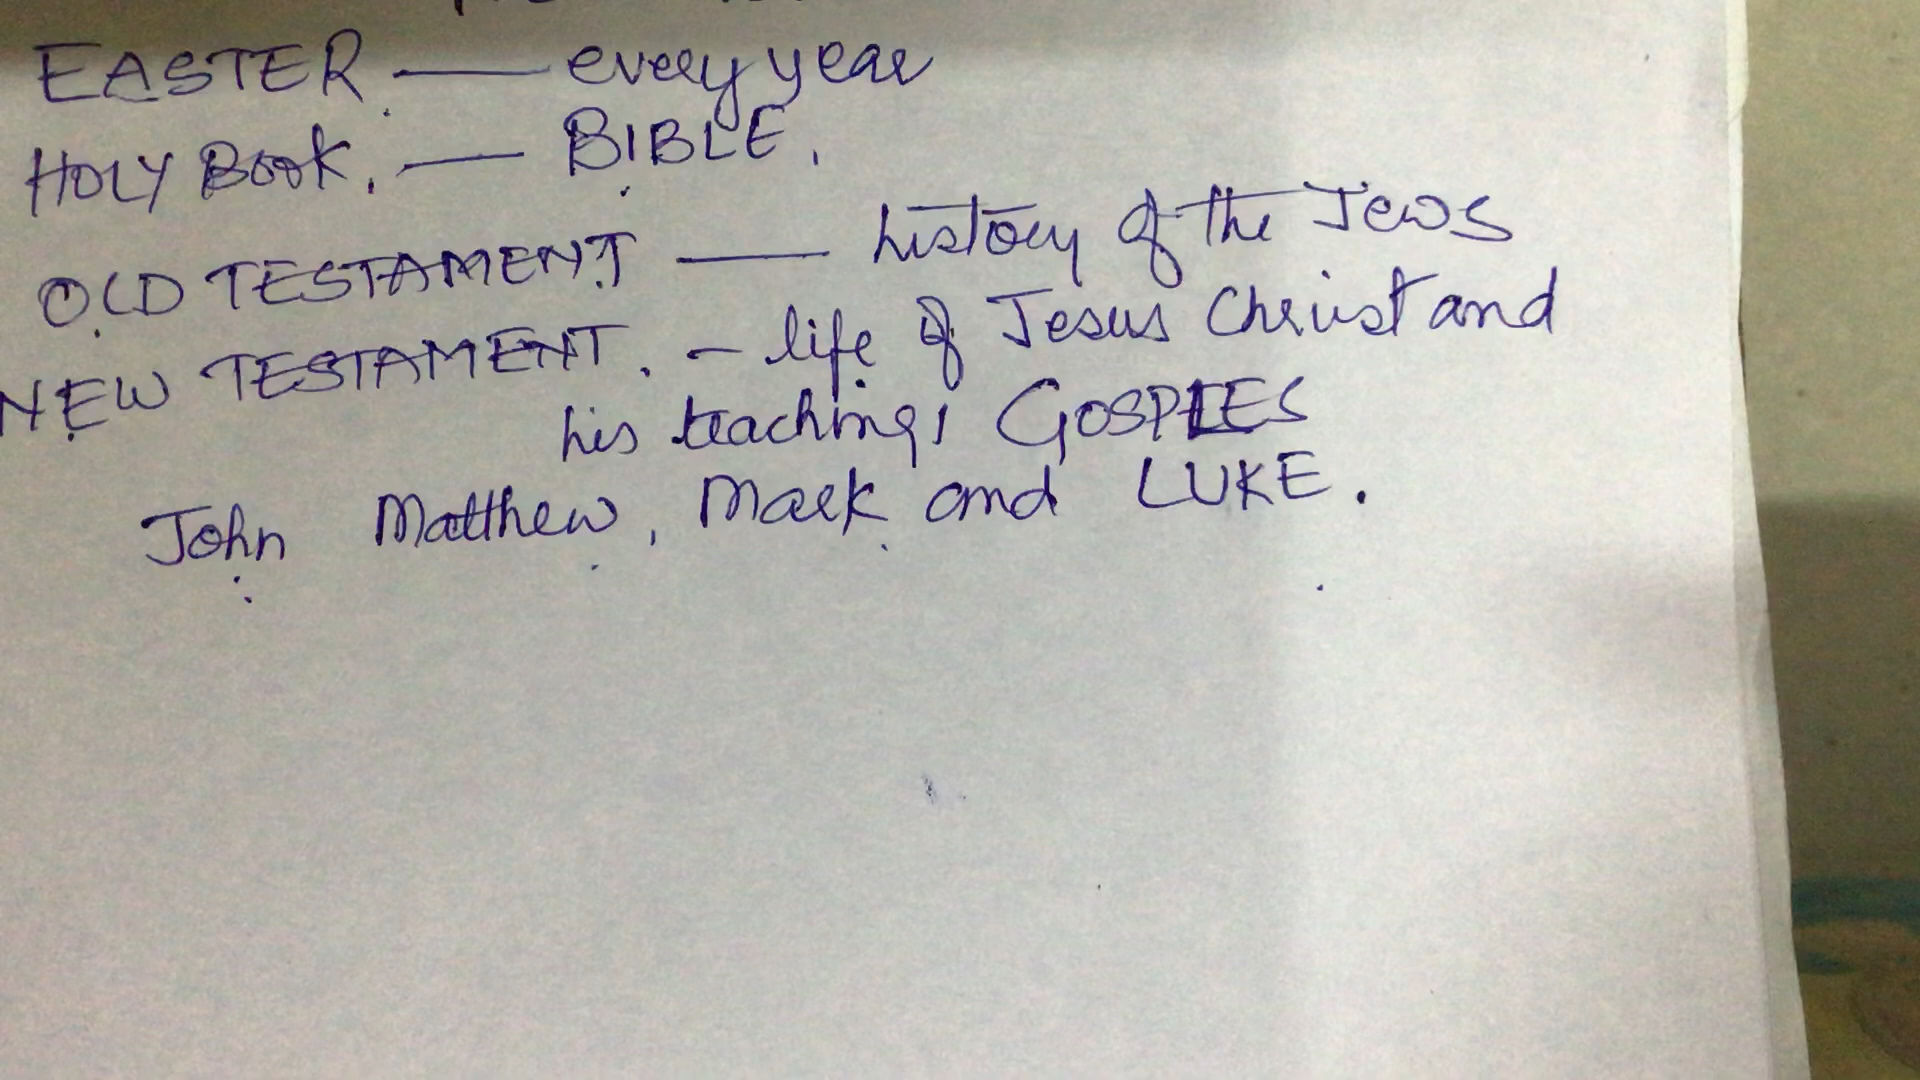 EASTER — every year
HOLY Book. — BIBLE.
OLD TESTAMENT — history of the Jews
NEW TESTAMENT. - life of Jesus Christ and
his teachings GOSPLES
John Matthew, Mark and LUKE.